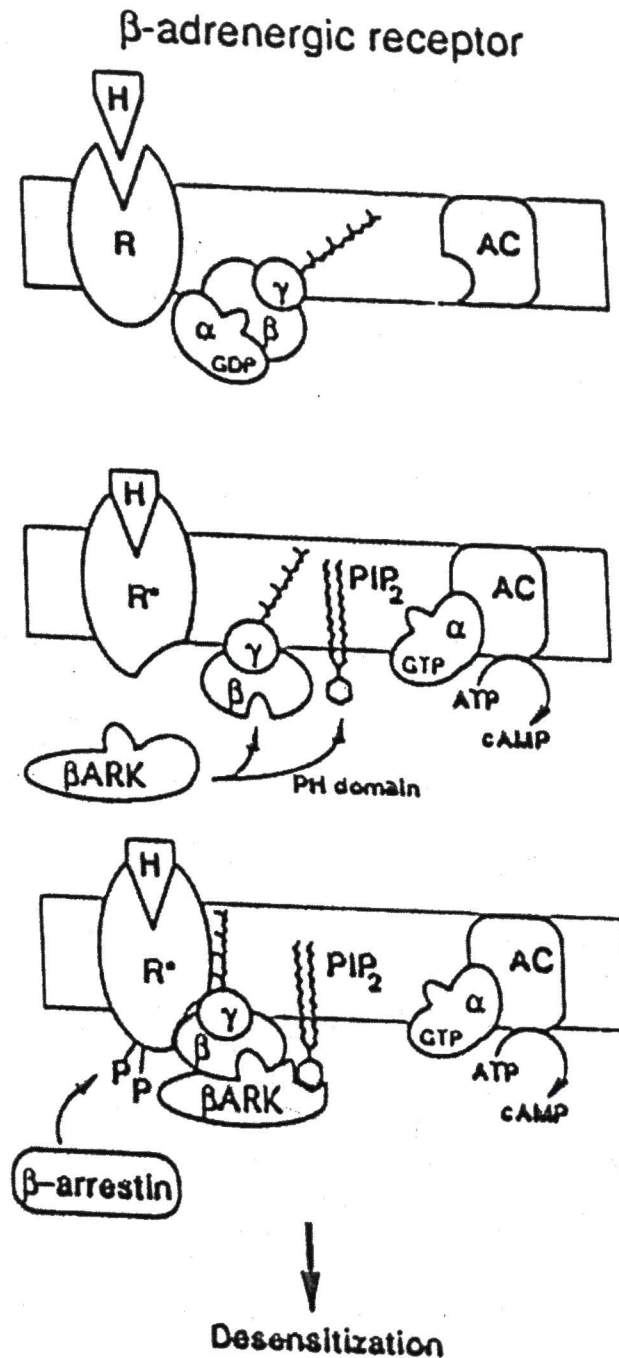 β-adrenergic receptor
H
R
AC
γ
α
β
GDP
H
R*
PIP₂
AC
α
γ
GTP
β
ATP
cAMP
βARK
PH domain
H
R*
PIP₂
AC
α
γ
GTP
β
ATP
P
P
βARK
cAMP
β-arrestin
Desensitization